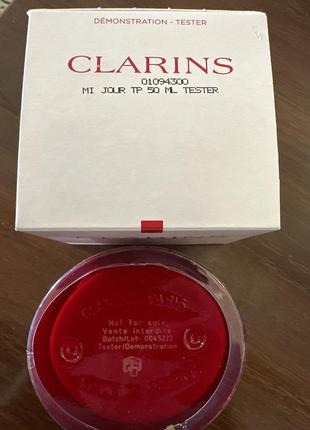 DÉMONSTRATION - TESTER
CLARINS
01094300
MI JOUR TP 50 ML TESTER
Not for sale
Vente Interdite
Batch/Lot: 0045222
Tester/Demonstration